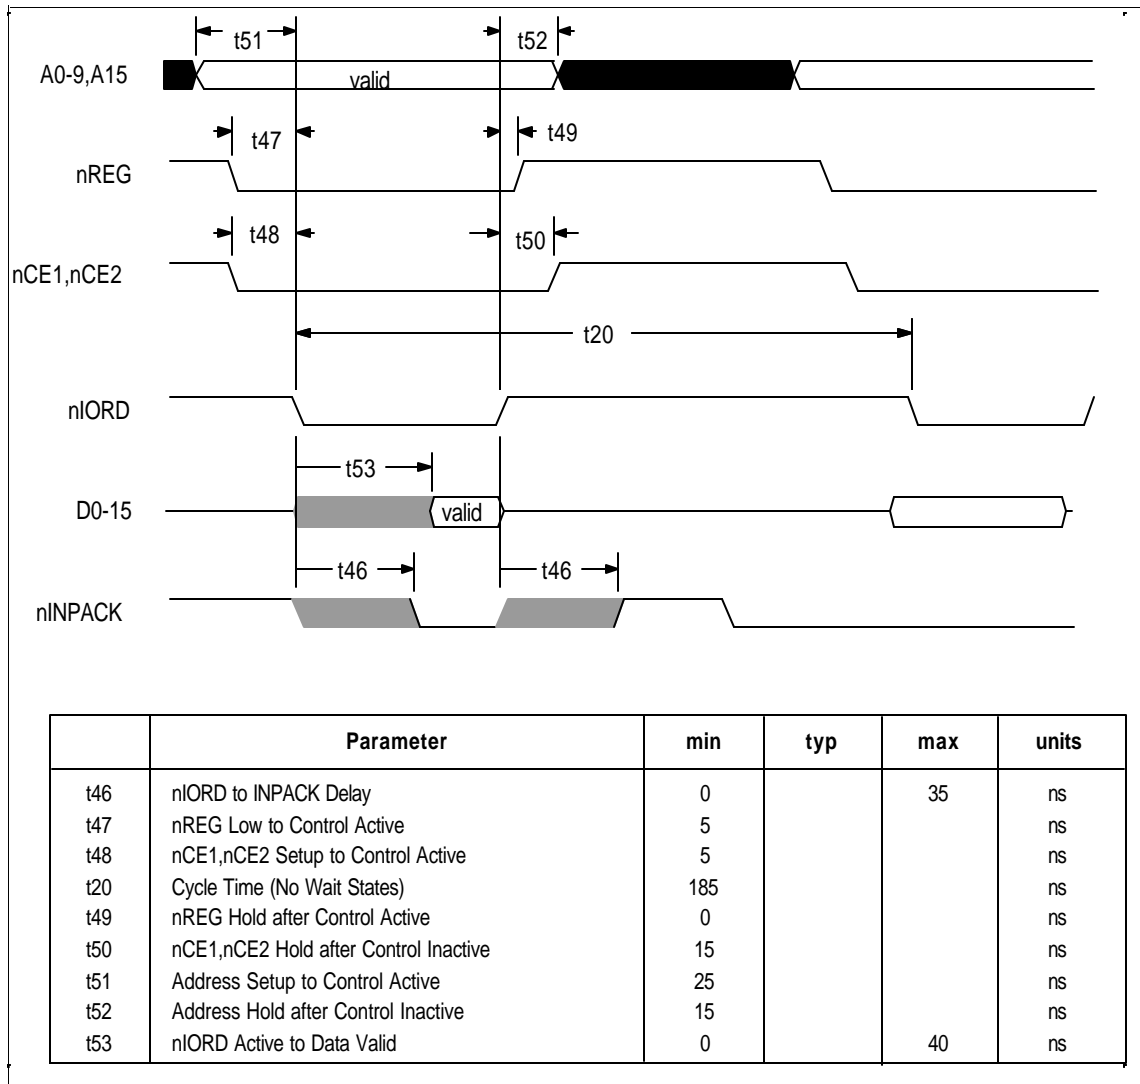 t51
t52
A0-9,A15
valid
t47
t49
nREG
t48
t50
nCE1,nCE2
t20
nIORD
t53
D0-15
valid
t46
t46
nINPACK
Parameter min typ max units
t46 nIORD to INPACK Delay 0 35 ns
t47 nREG Low to Control Active 5 ns
t48 nCE1,nCE2 Setup to Control Active 5 ns
t20 Cycle Time (No Wait States) 185 ns
t49 nREG Hold after Control Active 0 ns
t50 nCE1,nCE2 Hold after Control Inactive 15 ns
t51 Address Setup to Control Active 25 ns
t52 Address Hold after Control Inactive 15 ns
t53 nIORD Active to Data Valid 0 40 ns